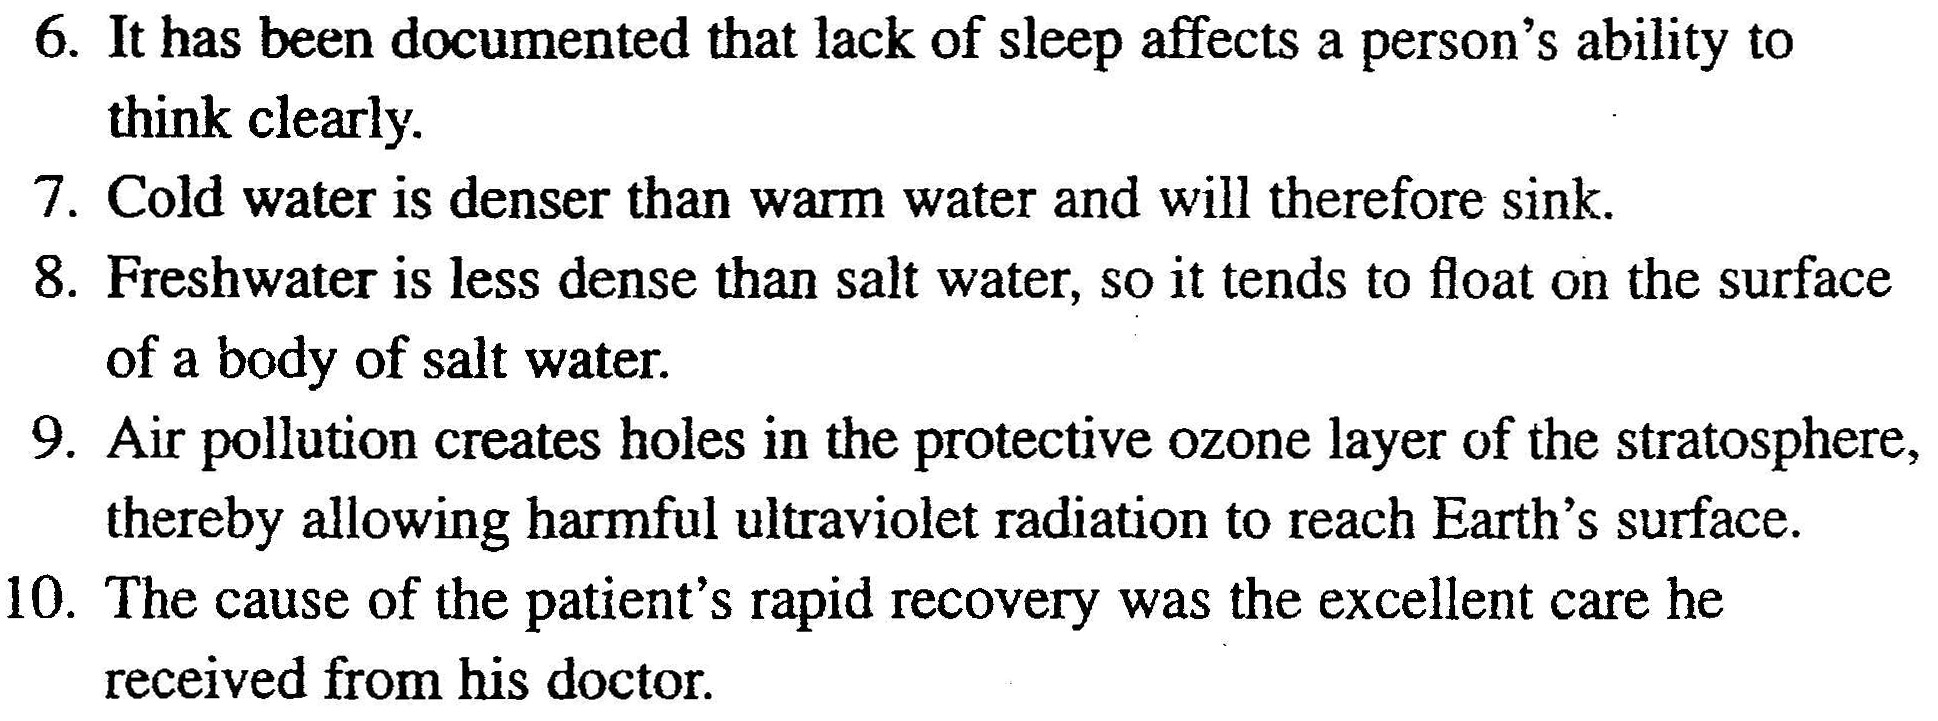 6. It has been documented that lack of sleep affects a person's ability to
think clearly.
7. Cold water is denser than warm water and will therefore sink.
8. Freshwater is less dense than salt water, so it tends to float on the surface
of a body of salt water.
9. Air pollution creates holes in the protective ozone layer of the stratosphere,
thereby allowing harmful ultraviolet radiation to reach Earth's surface.
10. The cause of the patient's rapid recovery was the excellent care he
received from his doctor.